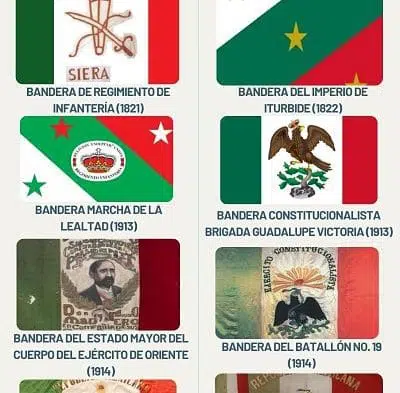 SIERA
BANDERA DE REGIMIENTO DE
INFANTERÍA (1821)
BANDERA DEL IMPERIO DE
ITURBIDE (1822)
BANDERA MARCHA DE LA
LEALTAD (1913)
BANDERA CONSTITUCIONALISTA
BRIGADA GUADALUPE VICTORIA (1913)
BANDERA DEL ESTADO MAYOR DEL
CUERPO DEL EJÉRCITO DE ORIENTE
(1914)
EJERCITO CONSTITUCIONALISTA
BANDERA DEL BATALLÓN NO. 19
(1914)